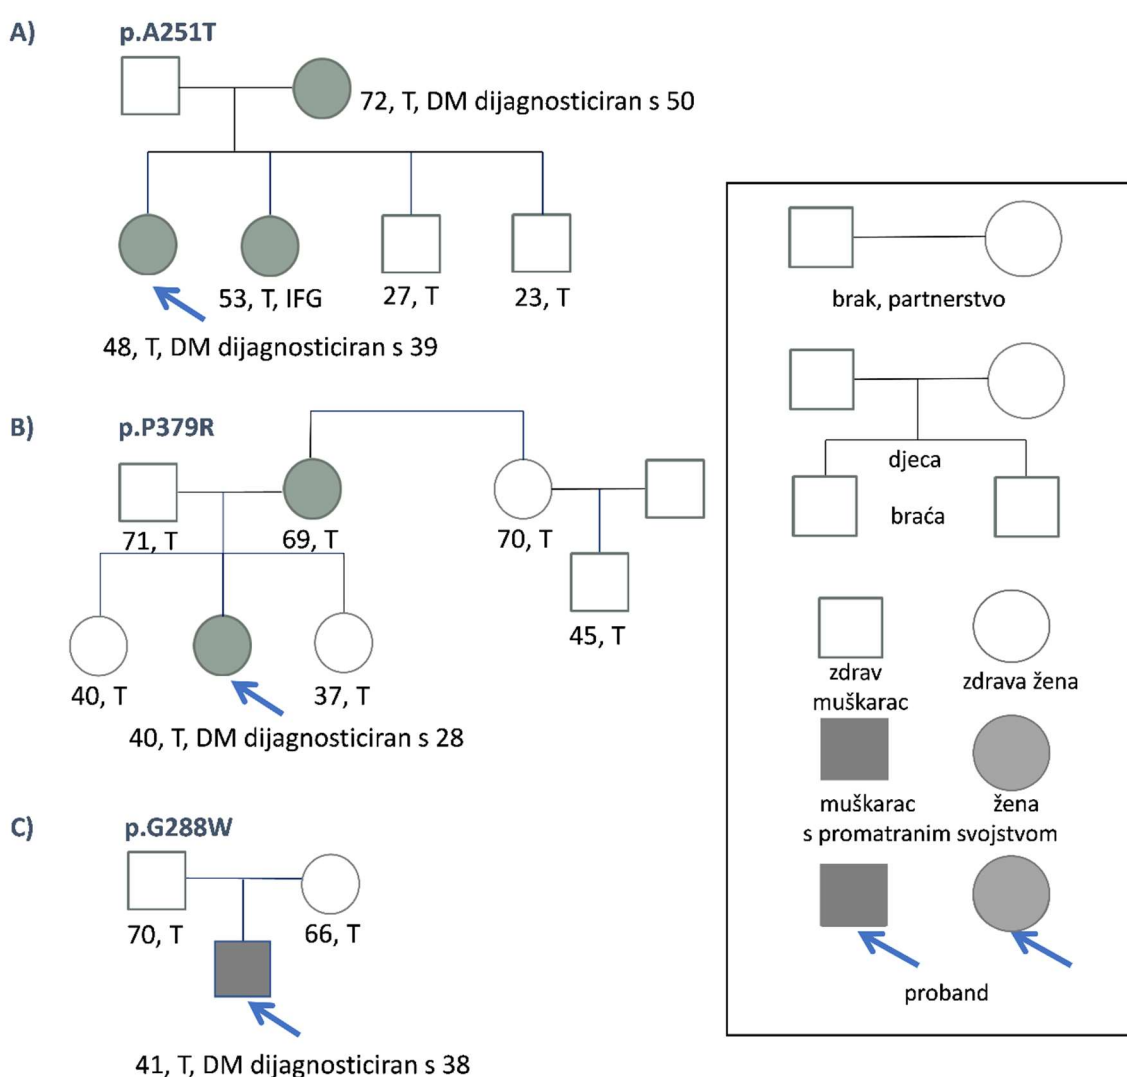 A)
p.A251T
72, T, DM dijagnosticiran s 50
53, T, IFG
27, T
23, T
48, T, DM dijagnosticiran s 39
B)
p.P379R
71, T
69, T
70, T
45, T
40, T
37, T
40, T, DM dijagnosticiran s 28
C)
p.G288W
70, T
66, T
41, T, DM dijagnosticiran s 38
brak, partnerstvo
djeca
braća
zdrav
muškarac
zdrava žena
muškarac
žena
s promatranim svojstvom
proband